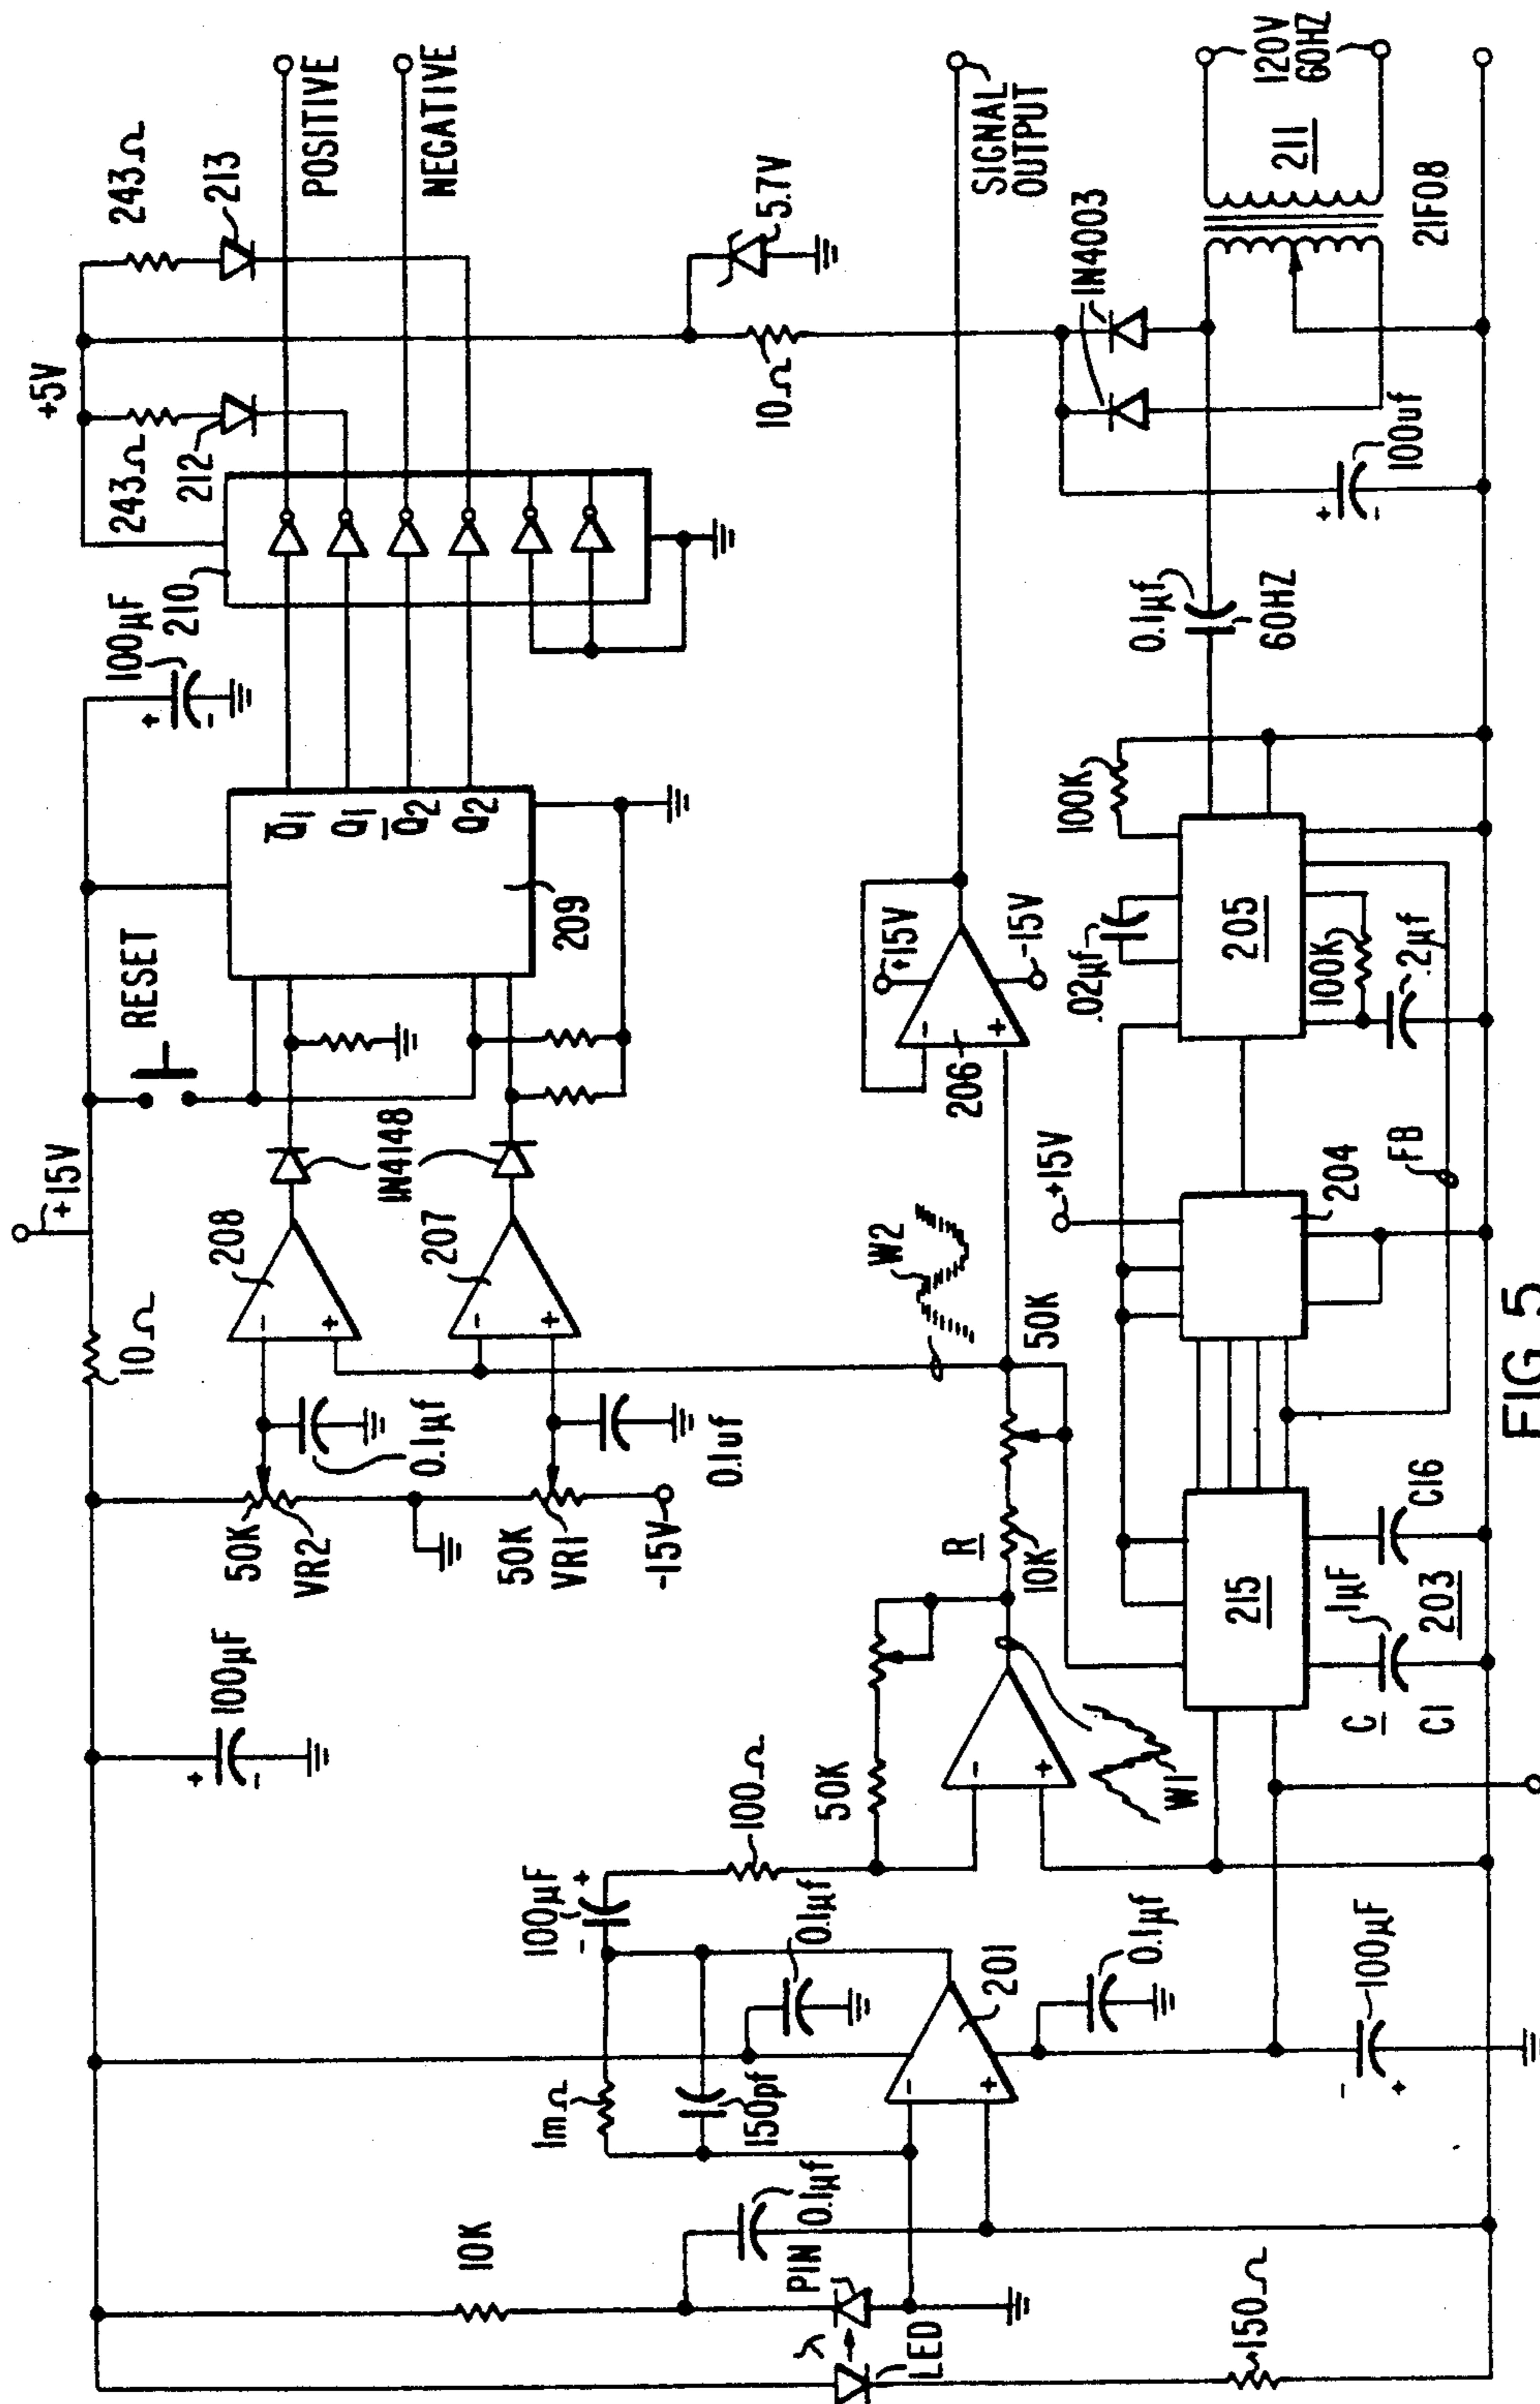 +15V
RESET
10Ω
100µF
+
-
50K
VR2
0.1µf
50K
VR1
-15V
0.1uf
-
+
208
-
+
207
1N4148
Q̅1
Q1
Q̅2
Q2
209
100µF
+
-
210
243Ω
212
+5V
243Ω
213
POSITIVE
NEGATIVE
5.7V
10Ω
10K
0.1µf
PIN
λ
LED
150Ω
1mΩ
150pf
-
+
201
0.1µf
0.1µf
100µF
-
+
100µF
-
+
100Ω
50K
-
+
W1
R
10K
50K
W2
-
+
206
+15V
-15V
SIGNAL
OUTPUT
215
C
C1
1µF
203
C16
+15V
204
FB
205
.02µf
100K
100K
.2µf
0.1µf
60HZ
1N4003
100uf
+
-
211
21F08
120V
60HZ
FIG. 5